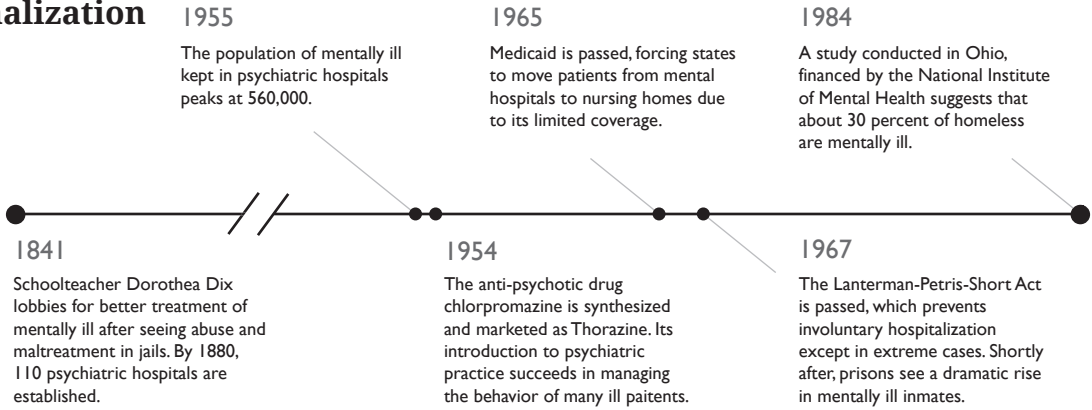 alization
1955
The population of mentally ill
kept in psychiatric hospitals
peaks at 560,000.
1965
Medicaid is passed, forcing states
to move patients from mental
hospitals to nursing homes due
to its limited coverage.
1984
A study conducted in Ohio,
financed by the National Institute
of Mental Health suggests that
about 30 percent of homeless
are mentally ill.
1841
Schoolteacher Dorothea Dix
lobbies for better treatment of
mentally ill after seeing abuse and
maltreatment in jails. By 1880,
110 psychiatric hospitals are
established.
1954
The anti-psychotic drug
chlorpromazine is synthesized
and marketed as Thorazine. Its
introduction to psychiatric
practice succeeds in managing
the behavior of many ill paitents.
1967
The Lanterman-Petris-Short Act
is passed, which prevents
involuntary hospitalization
except in extreme cases. Shortly
after, prisons see a dramatic rise
in mentally ill inmates.